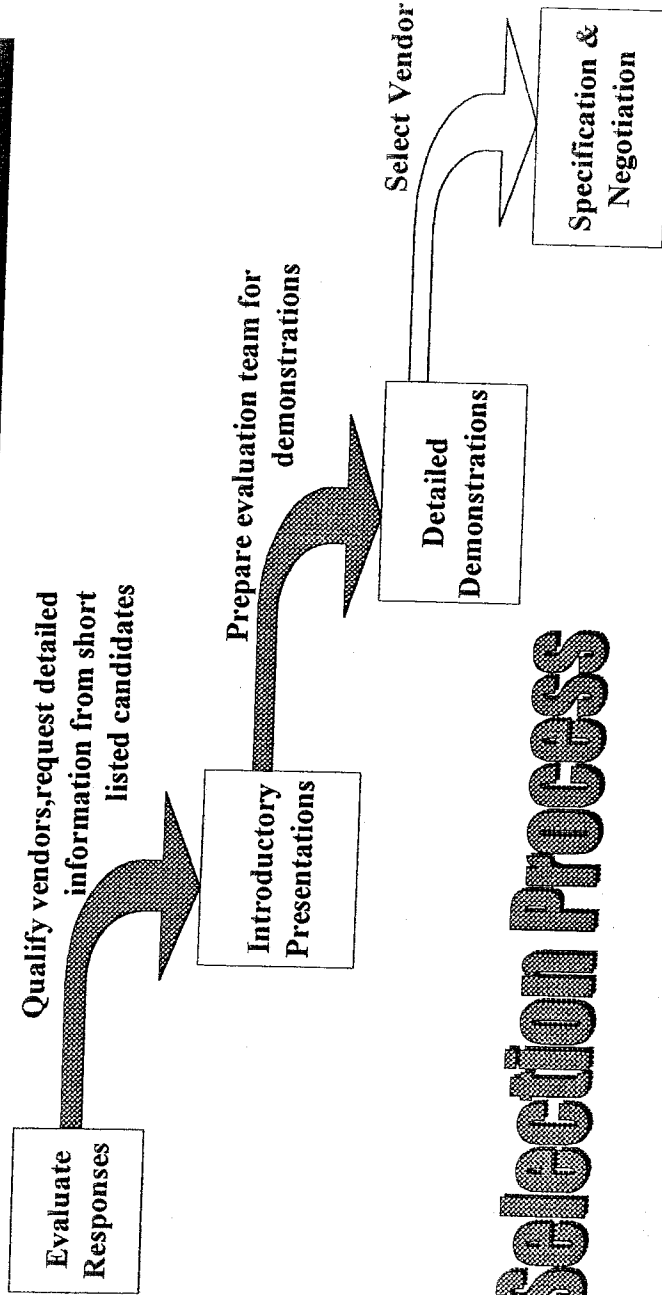 Evaluate
Responses
Qualify vendors,request detailed
information from short
listed candidates
Introductory
Presentations
Prepare evaluation team for
demonstrations
Detailed
Demonstrations
Select Vendor
Specification &
Negotiation
Selection Process